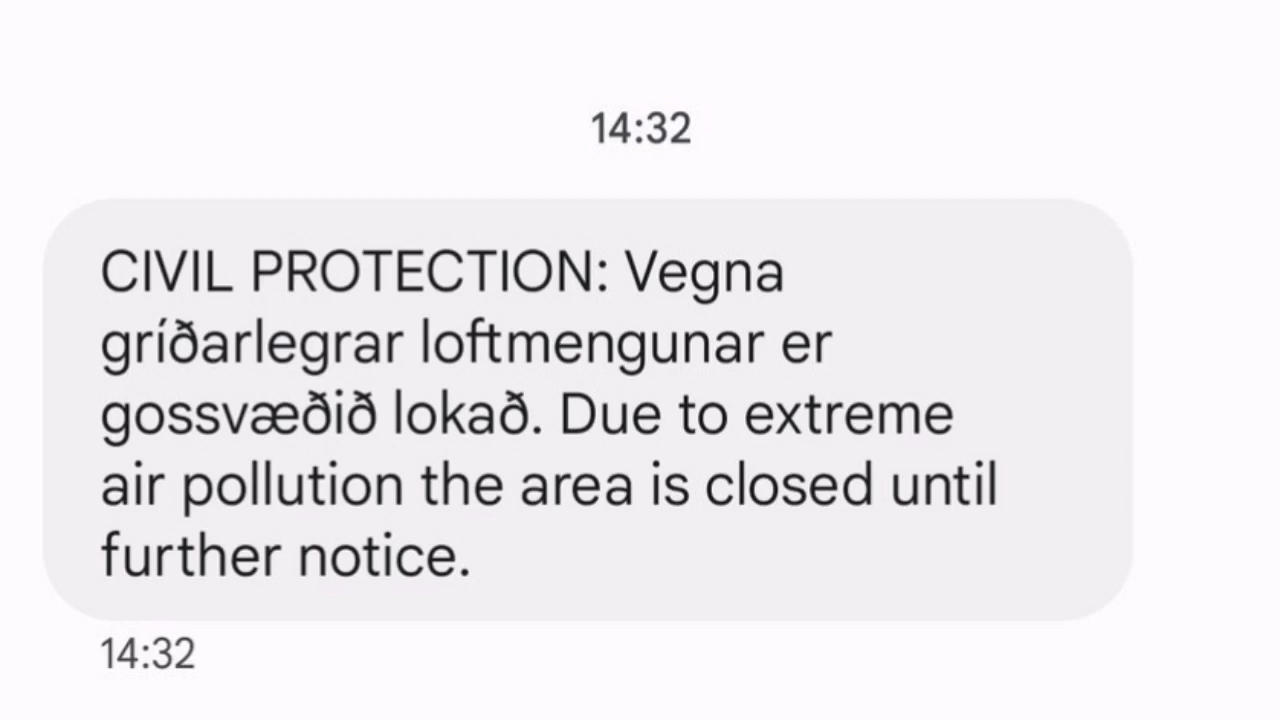 14:32
CIVIL PROTECTION: Vegna
gríðarlegrar loftmengunar er
gossvæðið lokað. Due to extreme
air pollution the area is closed until
further notice.
14:32